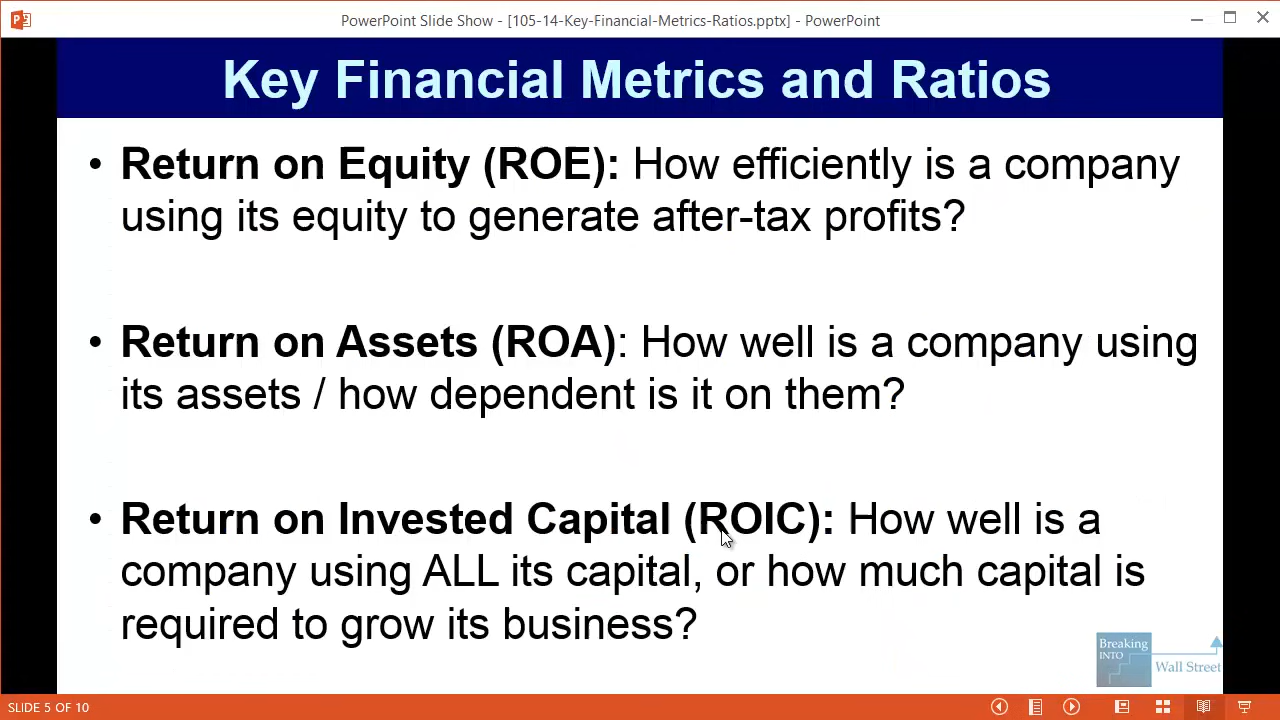 PowerPoint Slide Show - [105-14-Key-Financial-Metrics-Ratios.pptx] - PowerPoint
Key Financial Metrics and Ratios
• Return on Equity (ROE): How efficiently is a company
using its equity to generate after-tax profits?
• Return on Assets (ROA): How well is a company using
its assets / how dependent is it on them?
• Return on Invested Capital (ROIC): How well is a
company using ALL its capital, or how much capital is
required to grow its business?
Breaking
INTO
Wall Street
SLIDE 5 OF 10